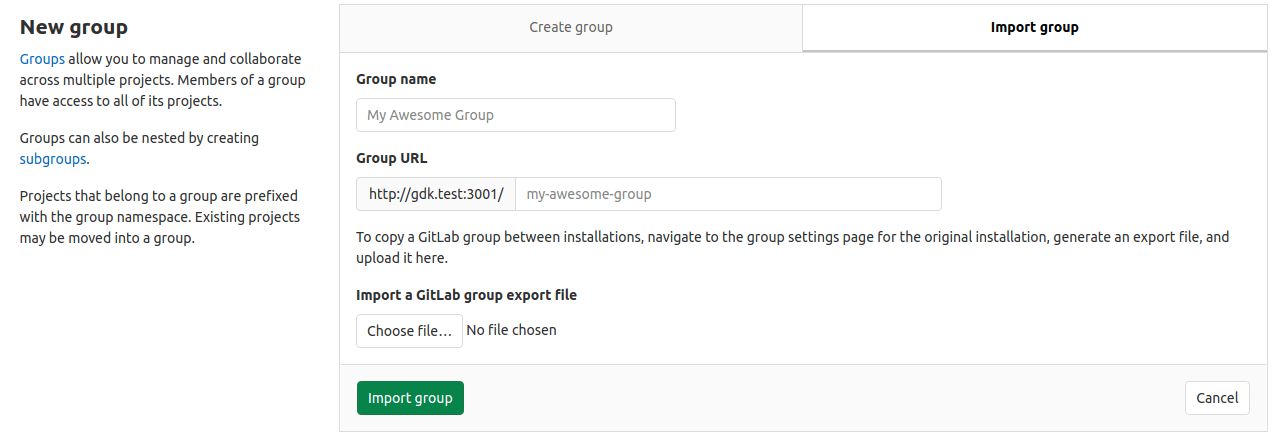 New group
Groups allow you to manage and collaborate
across multiple projects. Members of a group
have access to all of its projects.
Groups can also be nested by creating
subgroups.
Projects that belong to a group are prefixed
with the group namespace. Existing projects
may be moved into a group.
Create group
Import group
Group name
My Awesome Group
Group URL
http://gdk.test:3001/ my-awesome-group
To copy a GitLab group between installations, navigate to the group settings page for the original installation, generate an export file, and
upload it here.
Import a GitLab group export file
Choose file... No file chosen
Import group
Cancel